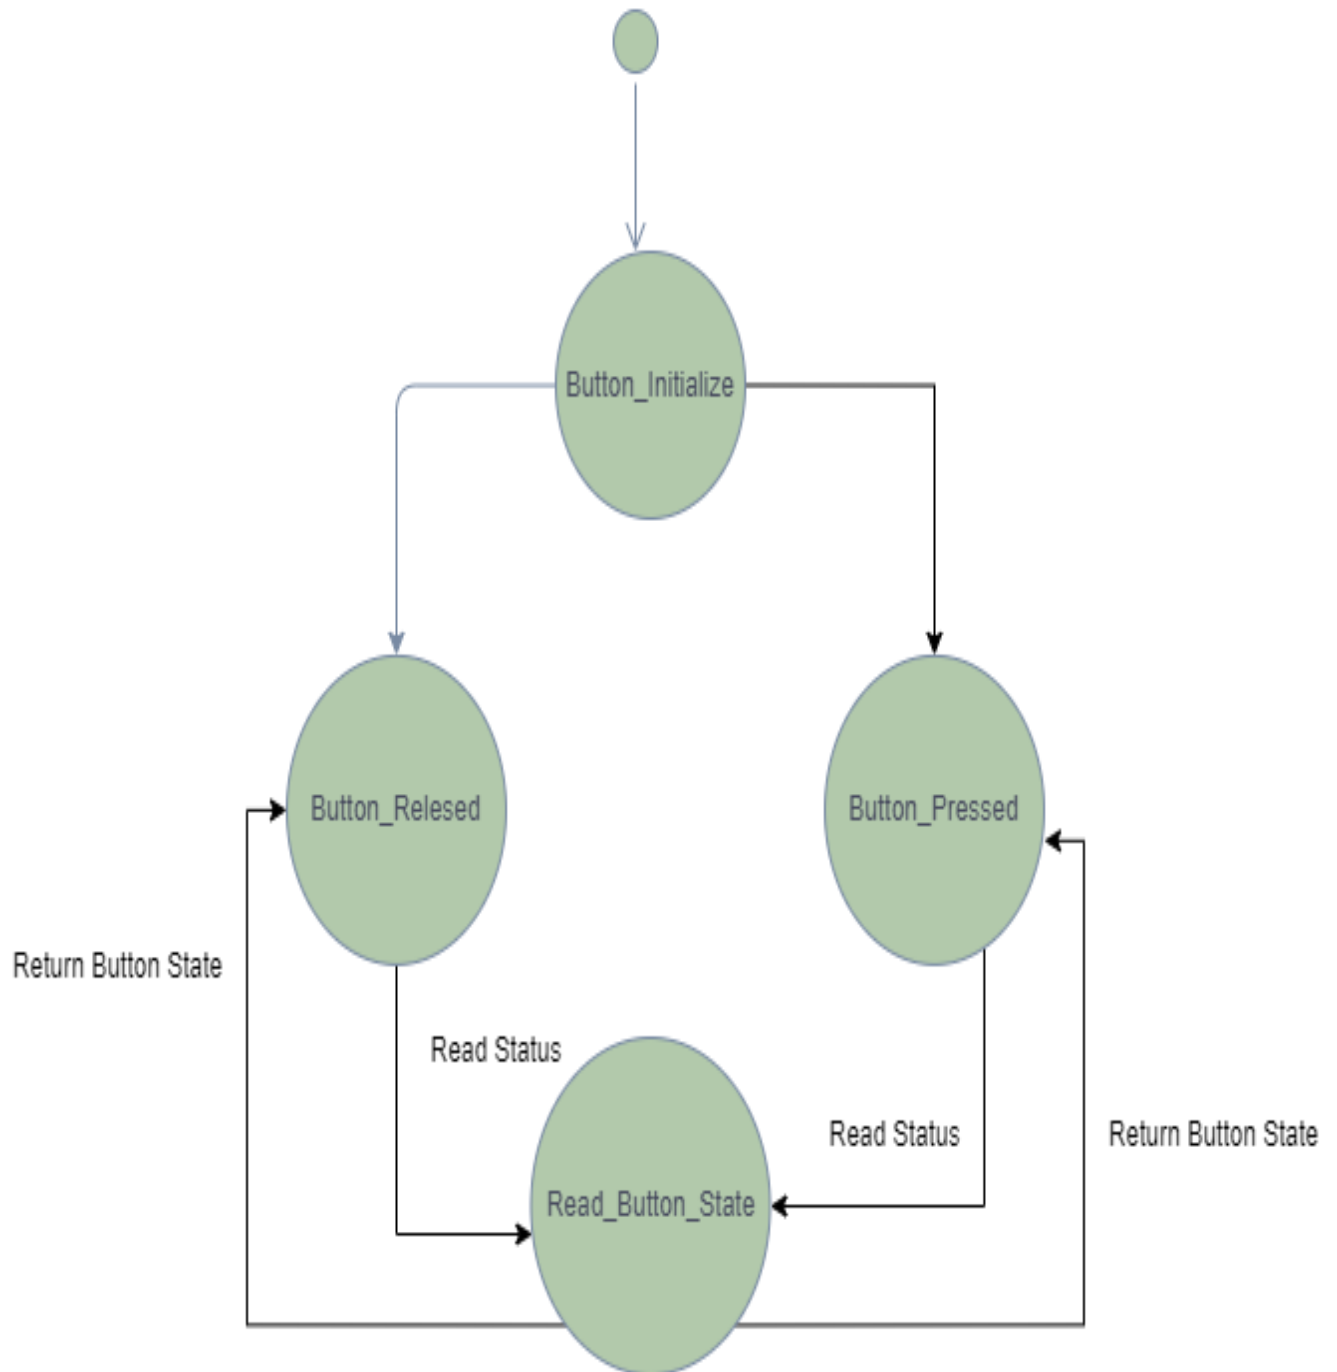 Button_Initialize
Button_Relesed
Button_Pressed
Return Button State
Read Status
Read Status
Return Button State
Read_Button_State